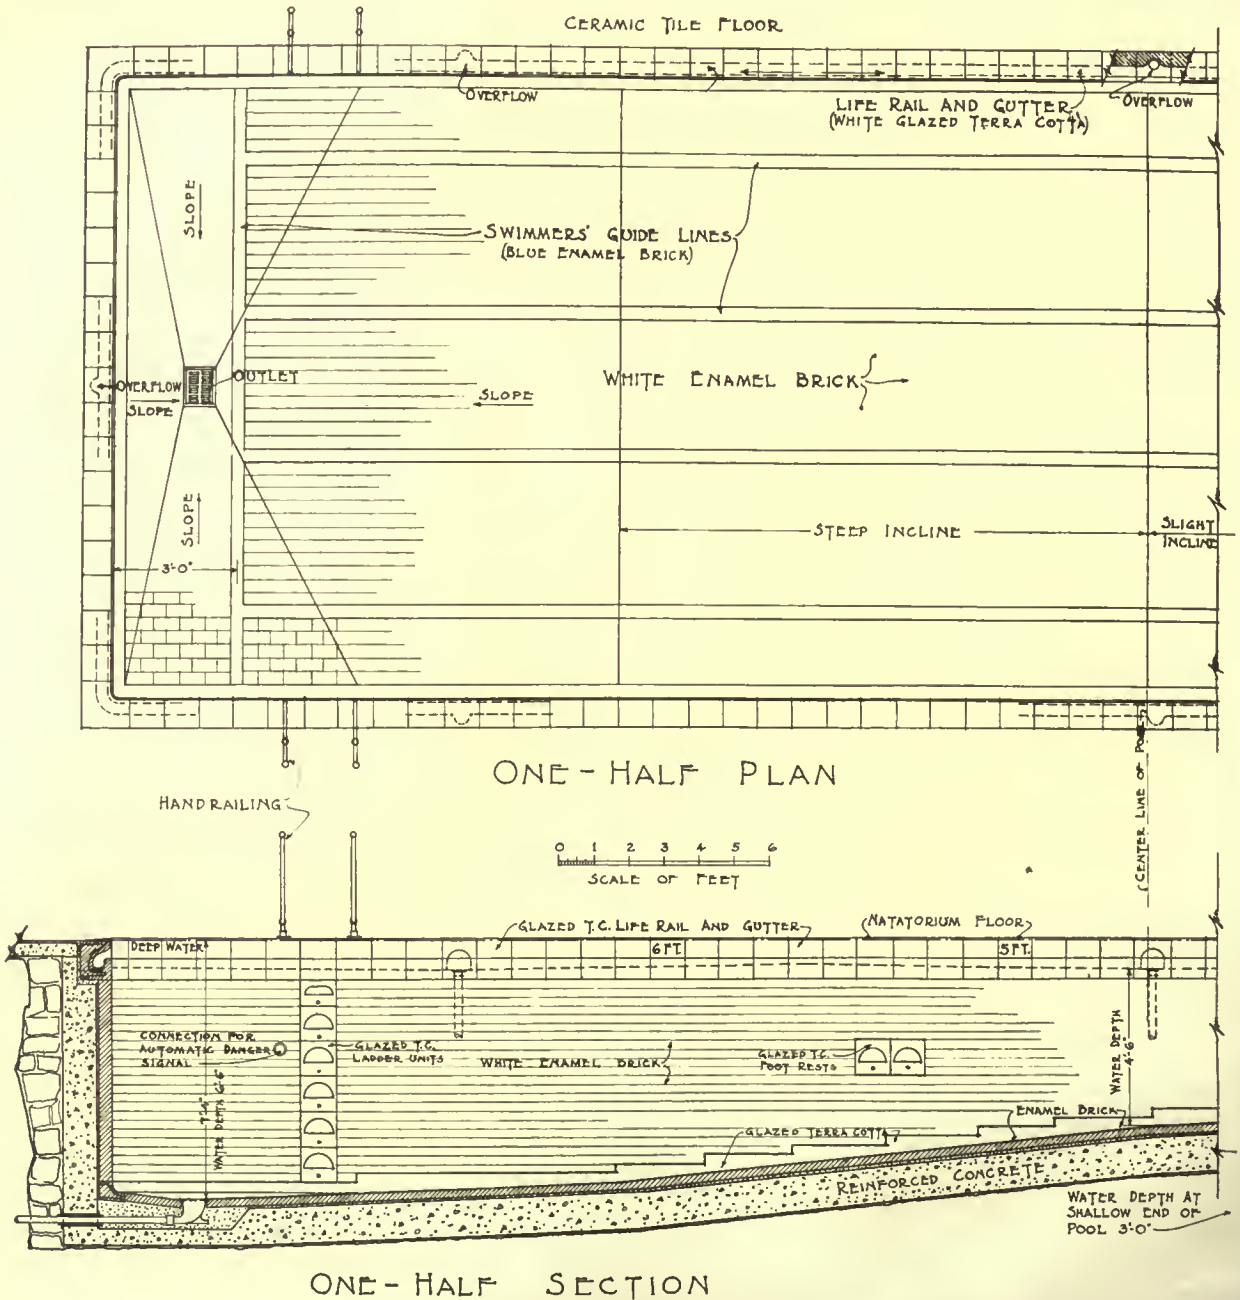 CERAMIC TILE FLOOR
OVERFLOW
LIFE RAIL AND GUTTER
(WHITE GLAZED TERRA COTTA)
OVERFLOW
SLOPE
SWIMMERS' GUIDE LINES
(BLUE ENAMEL BRICK)
OVERFLOW
OUTLET
SLOPE
SLOPE
WHITE ENAMEL BRICK
SLOPE
STEEP INCLINE
SLIGHT
INCLINE
3'-0"
ONE-HALF PLAN
CENTER LINE OF POOL
HANDRAILING
0 1 2 3 4 5 6
SCALE OF FEET
GLAZED T.C. LIFE RAIL AND GUTTER
NATATORIUM FLOOR
DEEP WATER
6 FT.
5 FT.
CONNECTION FOR
AUTOMATIC DANGER
SIGNAL
GLAZED T.C.
LADDER UNITS
WHITE ENAMEL BRICK
GLAZED T.C.
FOOT RESTS
WATER DEPTH
4'-6"
WATER DEPTH 6'-6"
ENAMEL BRICK
GLAZED TERRA COTTA
REINFORCED CONCRETE
WATER DEPTH AT
SHALLOW END OF
POOL 3'-0"
ONE-HALF SECTION